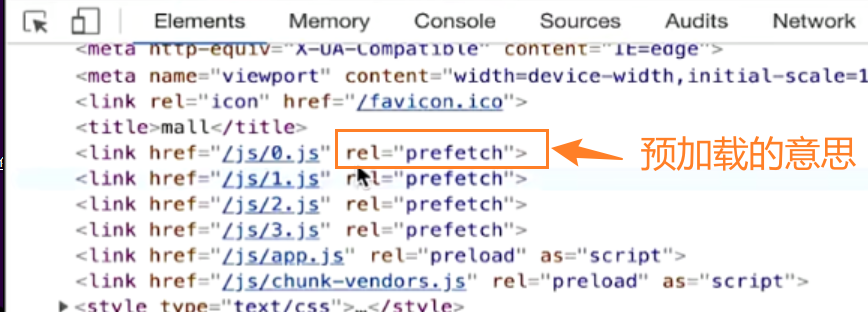 Elements Memory Console Sources Audits Network
<meta http-equiv="X-UA-Compatible" content="IE=edge">
<meta name="viewport" content="width=device-width,initial-scale=1
<link rel="icon" href="/favicon.ico">
<title>mall</title>
<link href="/js/0.js" rel="prefetch"> 预加载的意思
<link href="/js/1.js" rel="prefetch">
<link href="/js/2.js" rel="prefetch">
<link href="/js/3.js" rel="prefetch">
<link href="/js/app.js" rel="preload" as="script">
<link href="/js/chunk-vendors.js" rel="preload" as="script">
<style type="text/css">…</style>